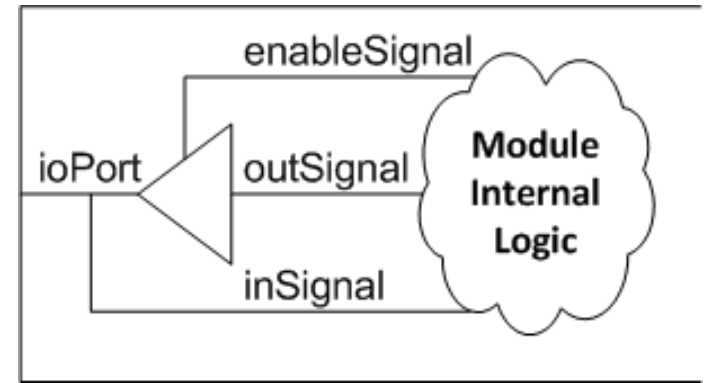 enableSignal
ioPort
outSignal
inSignal
Module
Internal
Logic